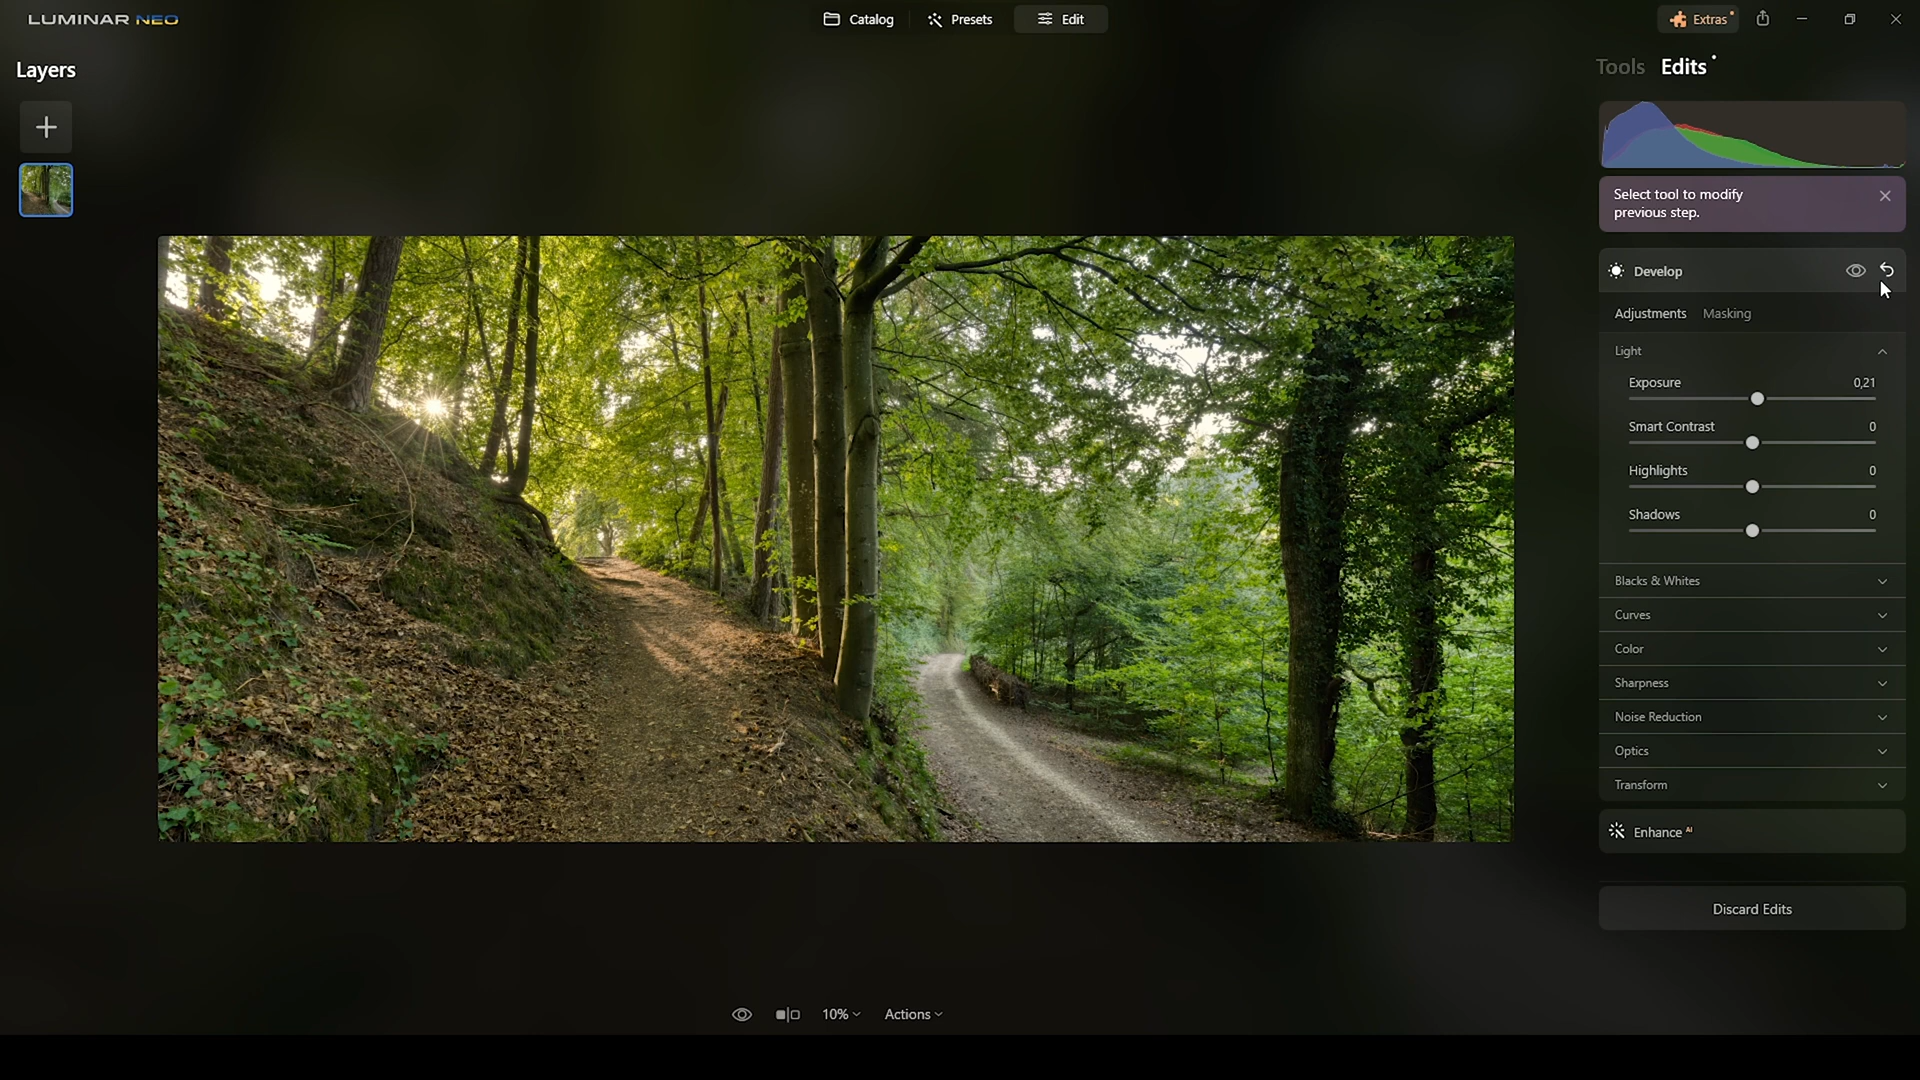 LUMINAR NEO
Catalog
Presets
Edit
Extras
Layers
Tools Edits
Select tool to modify
previous step.
Develop
Adjustments Masking
Light
Exposure 0,21
Smart Contrast 0
Highlights 0
Shadows 0
Blacks & Whites
Curves
Color
Sharpness
Noise Reduction
Optics
Transform
Enhance AI
Discard Edits
10%
Actions